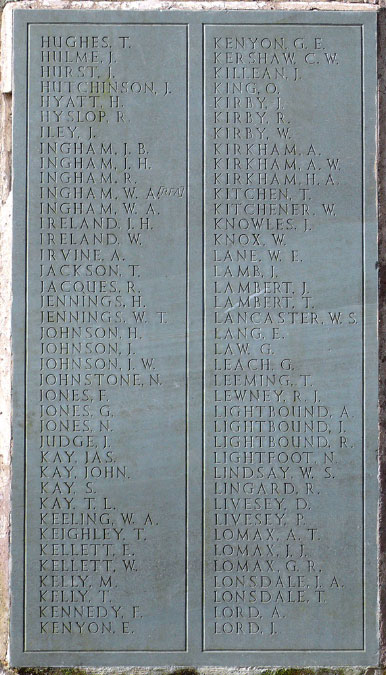 HUGHES, T.
HULME, J.
HURST, J.
HUTCHINSON, J.
HYATT, H.
HYSLOP, R.
ILEY, J.
INGHAM, J. B.
INGHAM, J. H.
INGHAM, R.
INGHAM, W. A. [RFA]
INGHAM, W. A.
IRELAND, J. H.
IRELAND, W.
IRVINE, A.
JACKSON, T.
JACQUES, R.
JENNINGS, H.
JENNINGS, W. T.
JOHNSON, H.
JOHNSON, J.
JOHNSON, J. W.
JOHNSTONE, N.
JONES, F.
JONES, G.
JONES, N.
JUDGE, J.
KAY, JAS.
KAY, JOHN.
KAY, S.
KAY, T. L.
KEELING, W. A.
KEIGHLEY, T.
KELLETT, E.
KELLETT, W.
KELLY, M.
KELLY, T.
KENNEDY, F.
KENYON, E.
KENYON, G. E.
KERSHAW, C. W.
KILLEAN, J.
KING, O.
KIRBY, J.
KIRBY, R.
KIRBY, W.
KIRKHAM, A.
KIRKHAM, A. W.
KIRKHAM, H. A.
KITCHEN, T.
KITCHENER, W.
KNOWLES, J.
KNOX, W.
LANE, W. E.
LAMB, J.
LAMBERT, J.
LAMBERT, T.
LANCASTER, W. S.
LANG, E.
LAW, G.
LEACH, G.
LEEMING, T.
LEWNEY, R. J.
LIGHTBOUND, A.
LIGHTBOUND, J.
LIGHTBOUND, R.
LIGHTFOOT, N.
LINDSAY, W. S.
LINGARD, R.
LIVESEY, D.
LIVESEY, P.
LOMAX, A. T.
LOMAX, J. J.
LOMAX, G. R.
LONSDALE, J. A.
LONSDALE, T.
LORD, A.
LORD, J.